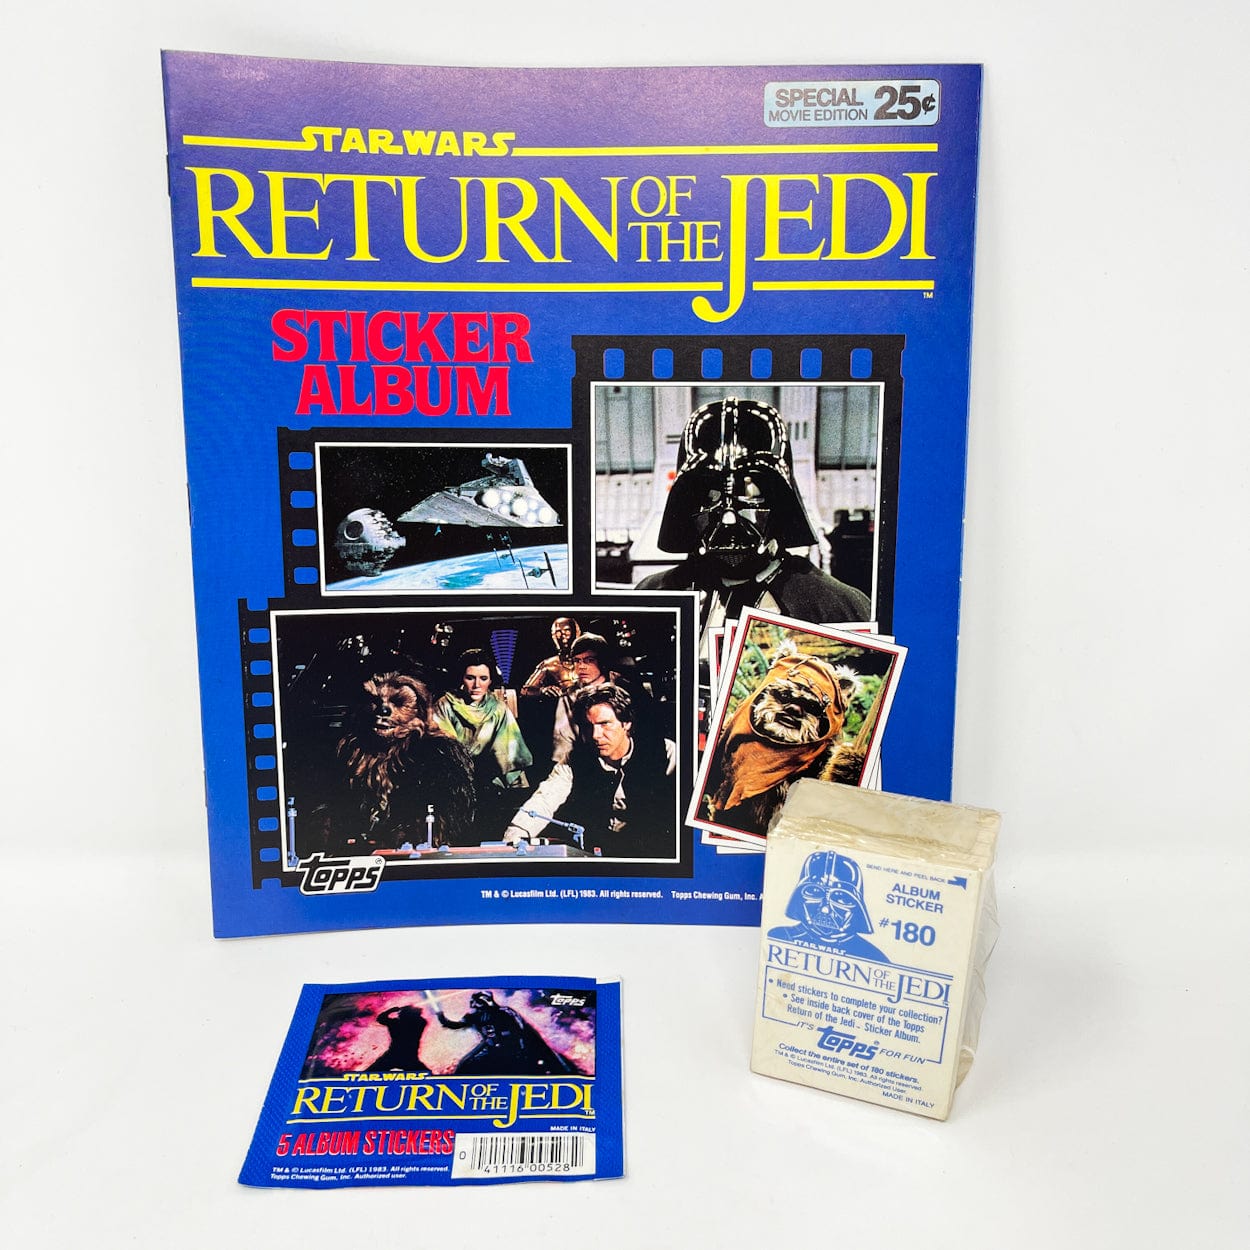 SPECIAL
MOVIE EDITION 25¢
STAR WARS
RETURN OF THE JEDI
TM
STICKER
ALBUM
TOPPS®
TM & © Lucasfilm Ltd. (LFL) 1983. All rights reserved. Topps Chewing Gum, Inc.
BEND HERE AND PEEL BACK
ALBUM
STICKER
#180
STAR WARS
RETURN OF THE JEDI
• Need stickers to complete your collection?
• See inside back cover of the Topps
Return of the Jedi - Sticker Album.
IT'S TOPPS® FOR FUN
Collect the entire set of 180 stickers.
TM & © Lucasfilm Ltd. (LFL) 1983. All rights reserved.
Topps Chewing Gum, Inc. Authorized User.
MADE IN ITALY
TOPPS
STAR WARS
RETURN OF THE JEDI
TM
MADE IN ITALY
5 ALBUM STICKERS
TM & © Lucasfilm Ltd. (LFL) 1983. All rights reserved.
Topps Chewing Gum, Inc. Authorized user.
0 41116 00528